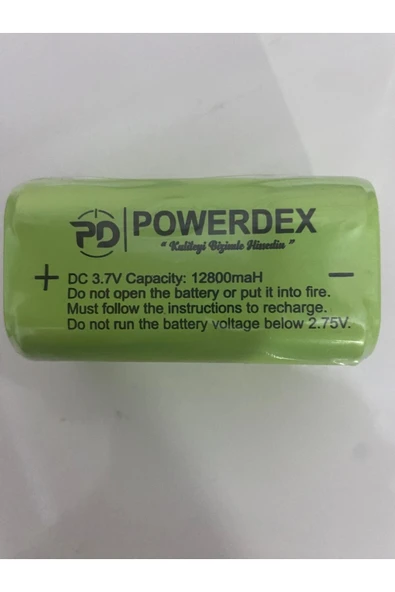 PD | POWERDEX
" Kaliteyi Bizimle Hissedin "
+ DC 3.7V Capacity: 12800maH −
Do not open the battery or put it into fire.
Must follow the instructions to recharge.
Do not run the battery voltage below 2.75V.